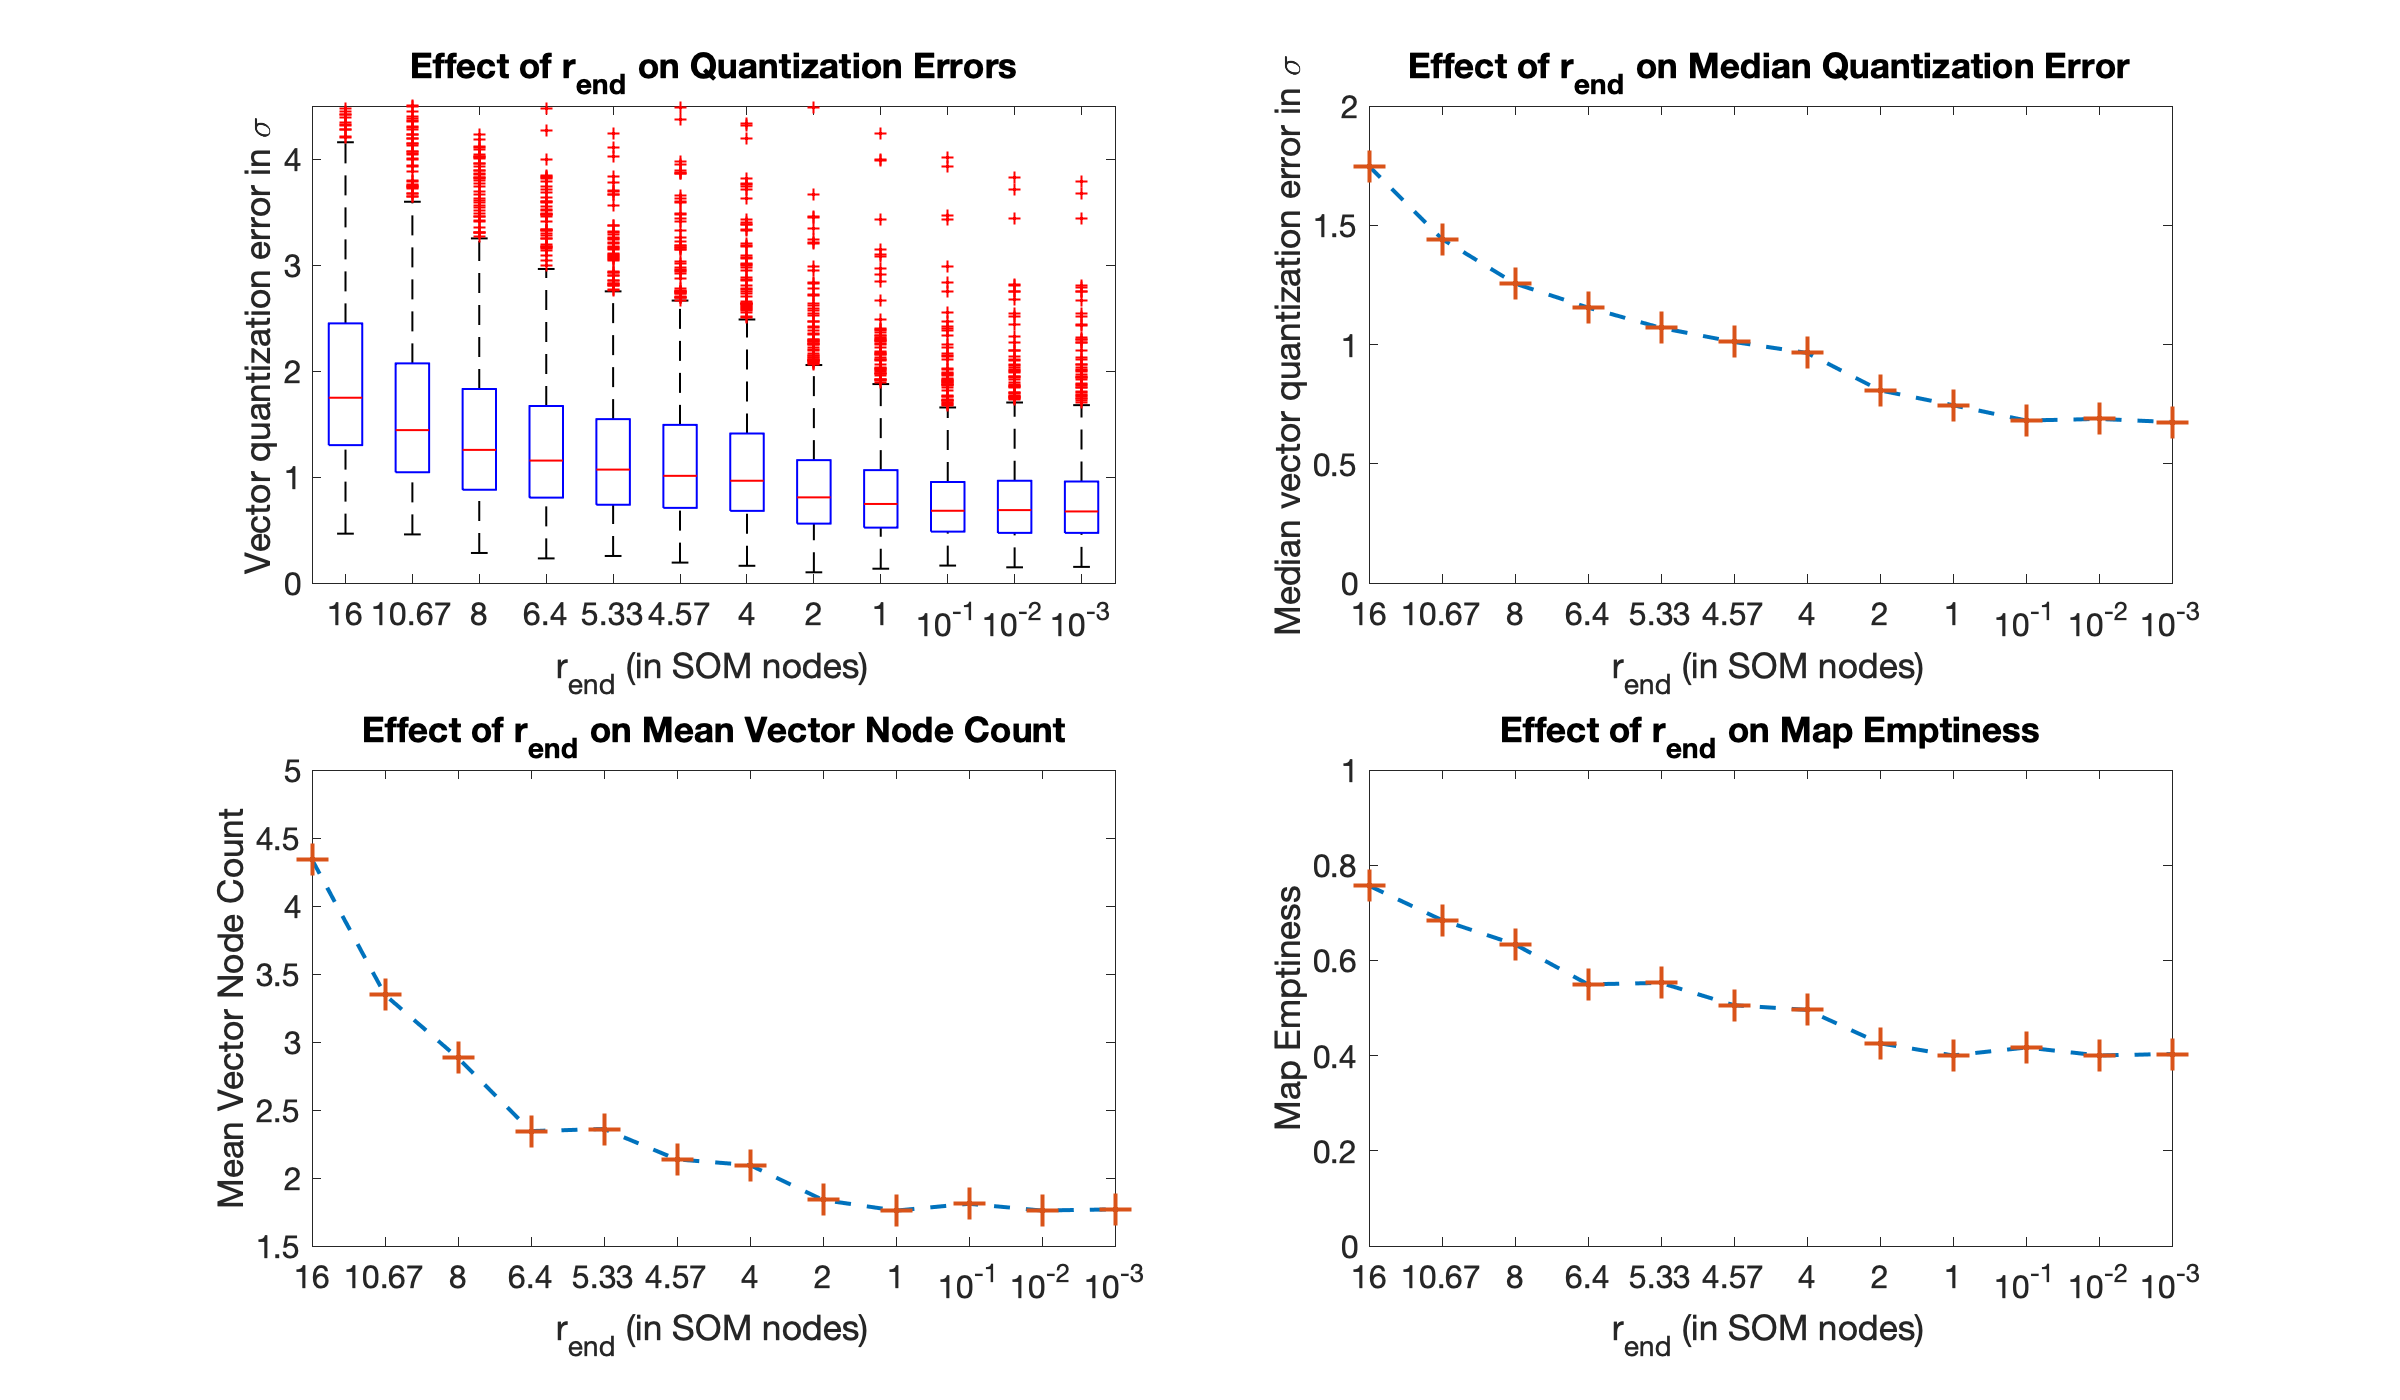 Effect of r_end on Quantization Errors
Vector quantization error in σ
4
3
2
1
0
16 10.67 8 6.4 5.33 4.57 4 2 1 10^-1 10^-2 10^-3
r_end (in SOM nodes)
Effect of r_end on Median Quantization Error
Median vector quantization error in σ
2
1.5
1
0.5
0
16 10.67 8 6.4 5.33 4.57 4 2 1 10^-1 10^-2 10^-3
r_end (in SOM nodes)
Effect of r_end on Mean Vector Node Count
Mean Vector Node Count
5
4.5
4
3.5
3
2.5
2
1.5
16 10.67 8 6.4 5.33 4.57 4 2 1 10^-1 10^-2 10^-3
r_end (in SOM nodes)
Effect of r_end on Map Emptiness
Map Emptiness
1
0.8
0.6
0.4
0.2
0
16 10.67 8 6.4 5.33 4.57 4 2 1 10^-1 10^-2 10^-3
r_end (in SOM nodes)